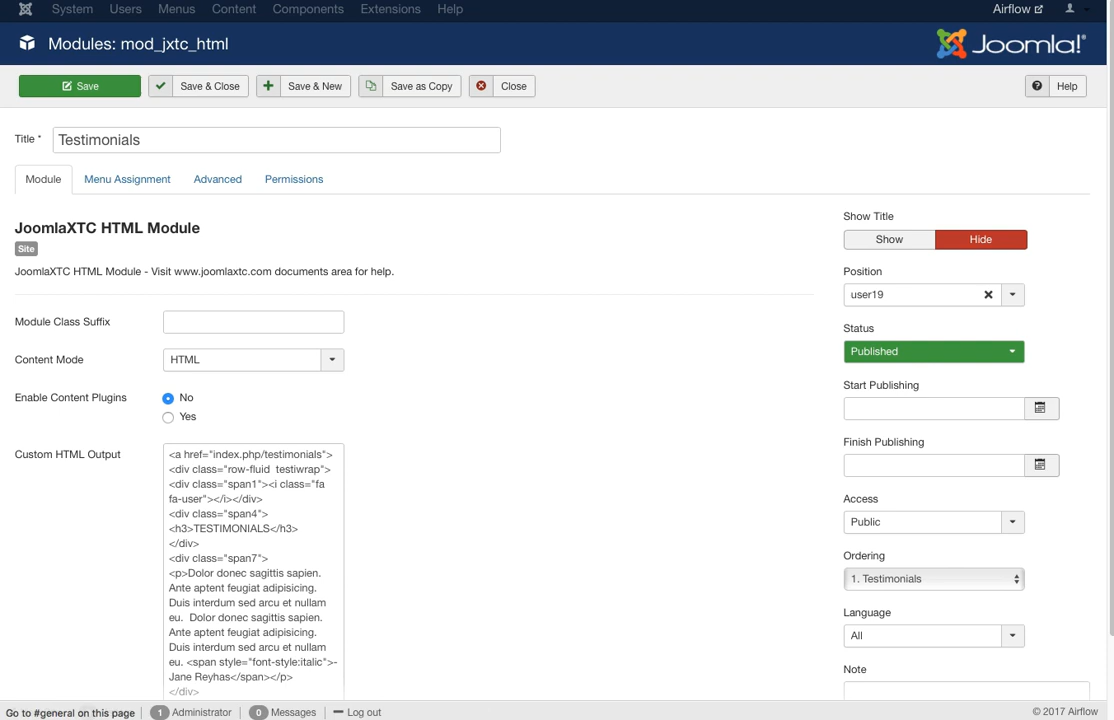 System Users Menus Content Components Extensions Help Airflow
Modules: mod_jxtc_html Joomla!®
Save Save & Close Save & New Save as Copy Close Help
Title * Testimonials
Module Menu Assignment Advanced Permissions
JoomlaXTC HTML Module
Site
JoomlaXTC HTML Module - Visit www.joomlaxtc.com documents area for help.
Module Class Suffix
Content Mode HTML
Enable Content Plugins No
Yes
Custom HTML Output
<a href="index.php/testimonials">
<div class="row-fluid  testiwrap">
<div class="span1"><i class="fa
fa-user"></i></div>
<div class="span4">
<h3>TESTIMONIALS</h3>
</div>
<div class="span7">
<p>Dolor donec sagittis sapien.
Ante aptent feugiat adipisicing.
Duis interdum sed arcu et nullam
eu.  Dolor donec sagittis sapien.
Ante aptent feugiat adipisicing.
Duis interdum sed arcu et nullam
eu. <span style="font-style:italic">-
Jane Reyhas</span></p>
</div>
Show Title
Show Hide
Position
user19
Status
Published
Start Publishing
Finish Publishing
Access
Public
Ordering
1. Testimonials
Language
All
Note
Go to #general on this page 1 Administrator 0 Messages Log out © 2017 Airflow